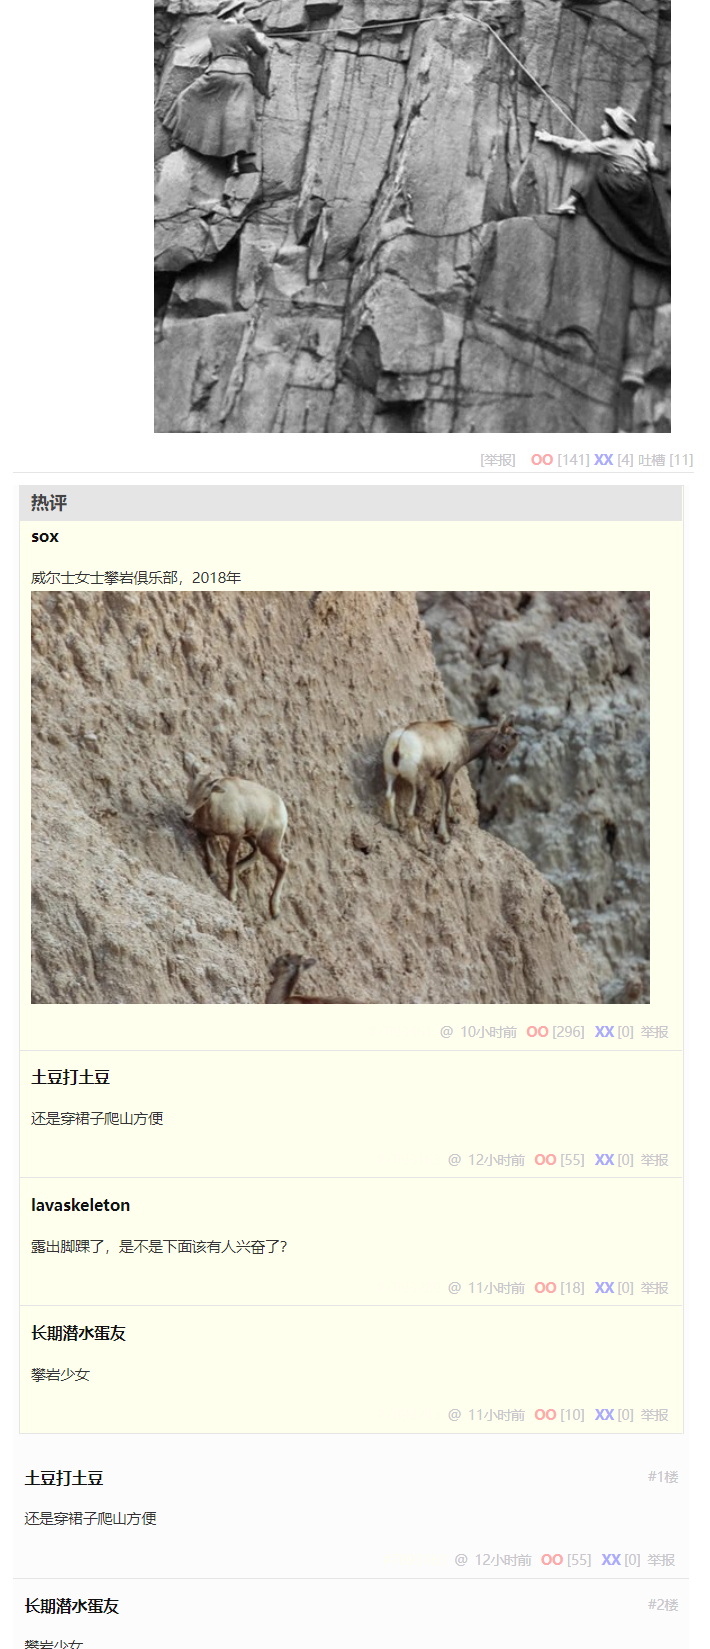 [举报] OO [141] XX [4] 吐槽 [11]
热评
sox
威尔士女士攀岩俱乐部，2018年
@ 10小时前 OO [296] XX [0] 举报
土豆打土豆
还是穿裙子爬山方便
@ 12小时前 OO [55] XX [0] 举报
lavaskeleton
露出脚踝了，是不是下面该有人兴奋了？
@ 11小时前 OO [18] XX [0] 举报
长期潜水蛋友
攀岩少女
@ 11小时前 OO [10] XX [0] 举报
土豆打土豆 #1楼
还是穿裙子爬山方便
@ 12小时前 OO [55] XX [0] 举报
长期潜水蛋友 #2楼
攀岩少女